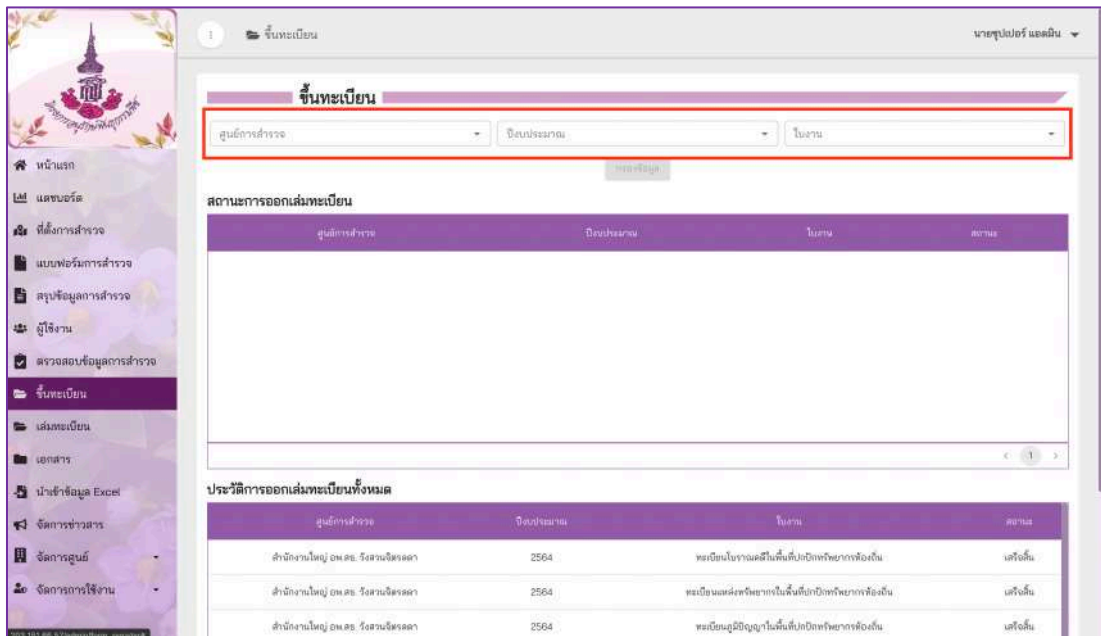 1 ขึ้นทะเบียน นายซุปเปอร์ แอดมิน
ขึ้นทะเบียน
ศูนย์การสำรวจ ปีงบประมาณ ใบงาน
หน้าแรก
แดชบอร์ด
ที่ตั้งการสำรวจ
แบบฟอร์มการสำรวจ
สรุปข้อมูลการสำรวจ
ผู้ใช้งาน
ตรวจสอบข้อมูลการสำรวจ
ขึ้นทะเบียน
เล่มทะเบียน
เอกสาร
นำเข้าข้อมูล Excel
จัดการข่าวสาร
จัดการศูนย์
จัดการการใช้งาน
สถานะการออกเล่มทะเบียน
ศูนย์การสำรวจ ปีงบประมาณ ใบงาน สถานะ
1
ประวัติการออกเล่มทะเบียนทั้งหมด
ศูนย์การสำรวจ ปีงบประมาณ ใบงาน สถานะ
สำนักงานใหญ่ อพ.สธ. วังสวนจิตรลดา 2564 ทะเบียนโบราณคดีในพื้นที่ปกปักทรัพยากรท้องถิ่น เสร็จสิ้น
สำนักงานใหญ่ อพ.สธ. วังสวนจิตรลดา 2564 ทะเบียนแหล่งทรัพยากรในพื้นที่ปกปักทรัพยากรท้องถิ่น เสร็จสิ้น
สำนักงานใหญ่ อพ.สธ. วังสวนจิตรลดา 2564 ทะเบียนภูมิปัญญาในพื้นที่ปกปักทรัพยากรท้องถิ่น เสร็จสิ้น